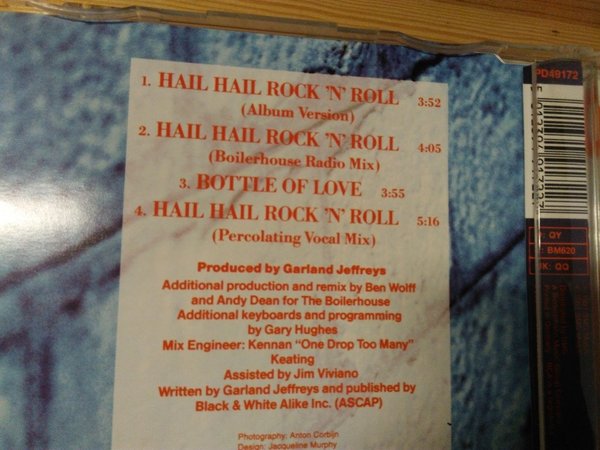 1. HAIL HAIL ROCK 'N' ROLL 3:52
(Album Version)
2. HAIL HAIL ROCK 'N' ROLL 4:05
(Boilerhouse Radio Mix)
3. BOTTLE OF LOVE 3:55
4. HAIL HAIL ROCK 'N' ROLL 5:16
(Percolating Vocal Mix)
Produced by Garland Jeffreys
Additional production and remix by Ben Wolff
and Andy Dean for The Boilerhouse
Additional keyboards and programming
by Gary Hughes
Mix Engineer: Kennan "One Drop Too Many"
Keating
Assisted by Jim Viviano
Written by Garland Jeffreys and published by
Black & White Alike Inc. (ASCAP)
Photography: Anton Corbijn
Design: Jacqueline Murphy
PD49172
: QY
: BM620
UK: QO